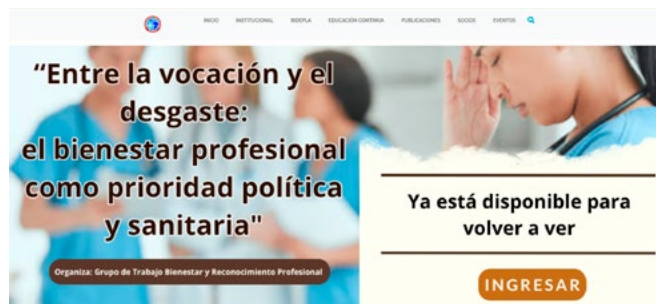 INICIO INSTITUCIONAL RIDEPLA EDUCACIÓN CONTINUA PUBLICACIONES SOCIOS EVENTOS
“Entre la vocación y el
desgaste:
el bienestar profesional
como prioridad política
y sanitaria"
Organiza: Grupo de Trabajo Bienestar y Reconocimiento Profesional
Ya está disponible para
volver a ver
INGRESAR